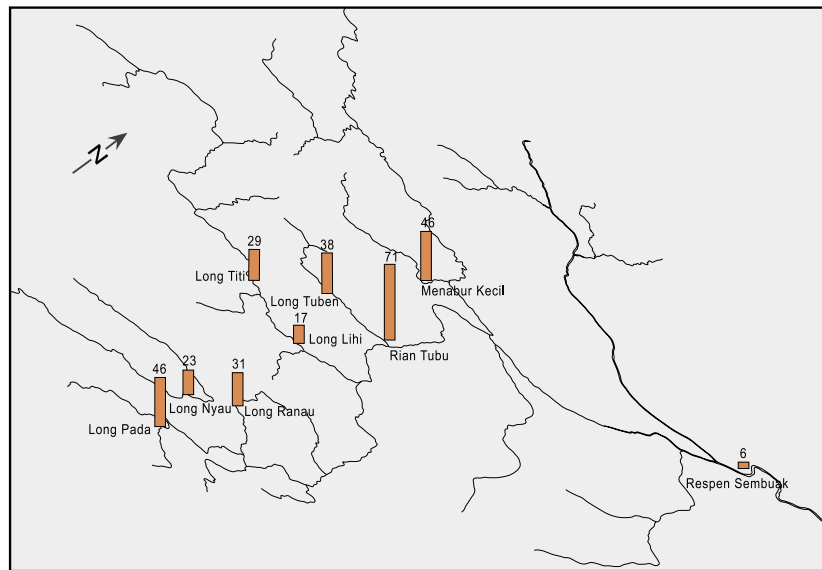 N
46
29
38
71
Long Titi
Long Tuben
Menabur Kecil
17
Long Lihi
Rian Tubu
46
23
31
Long Nyau
Long Ranau
Long Pada
6
Respen Sembuak